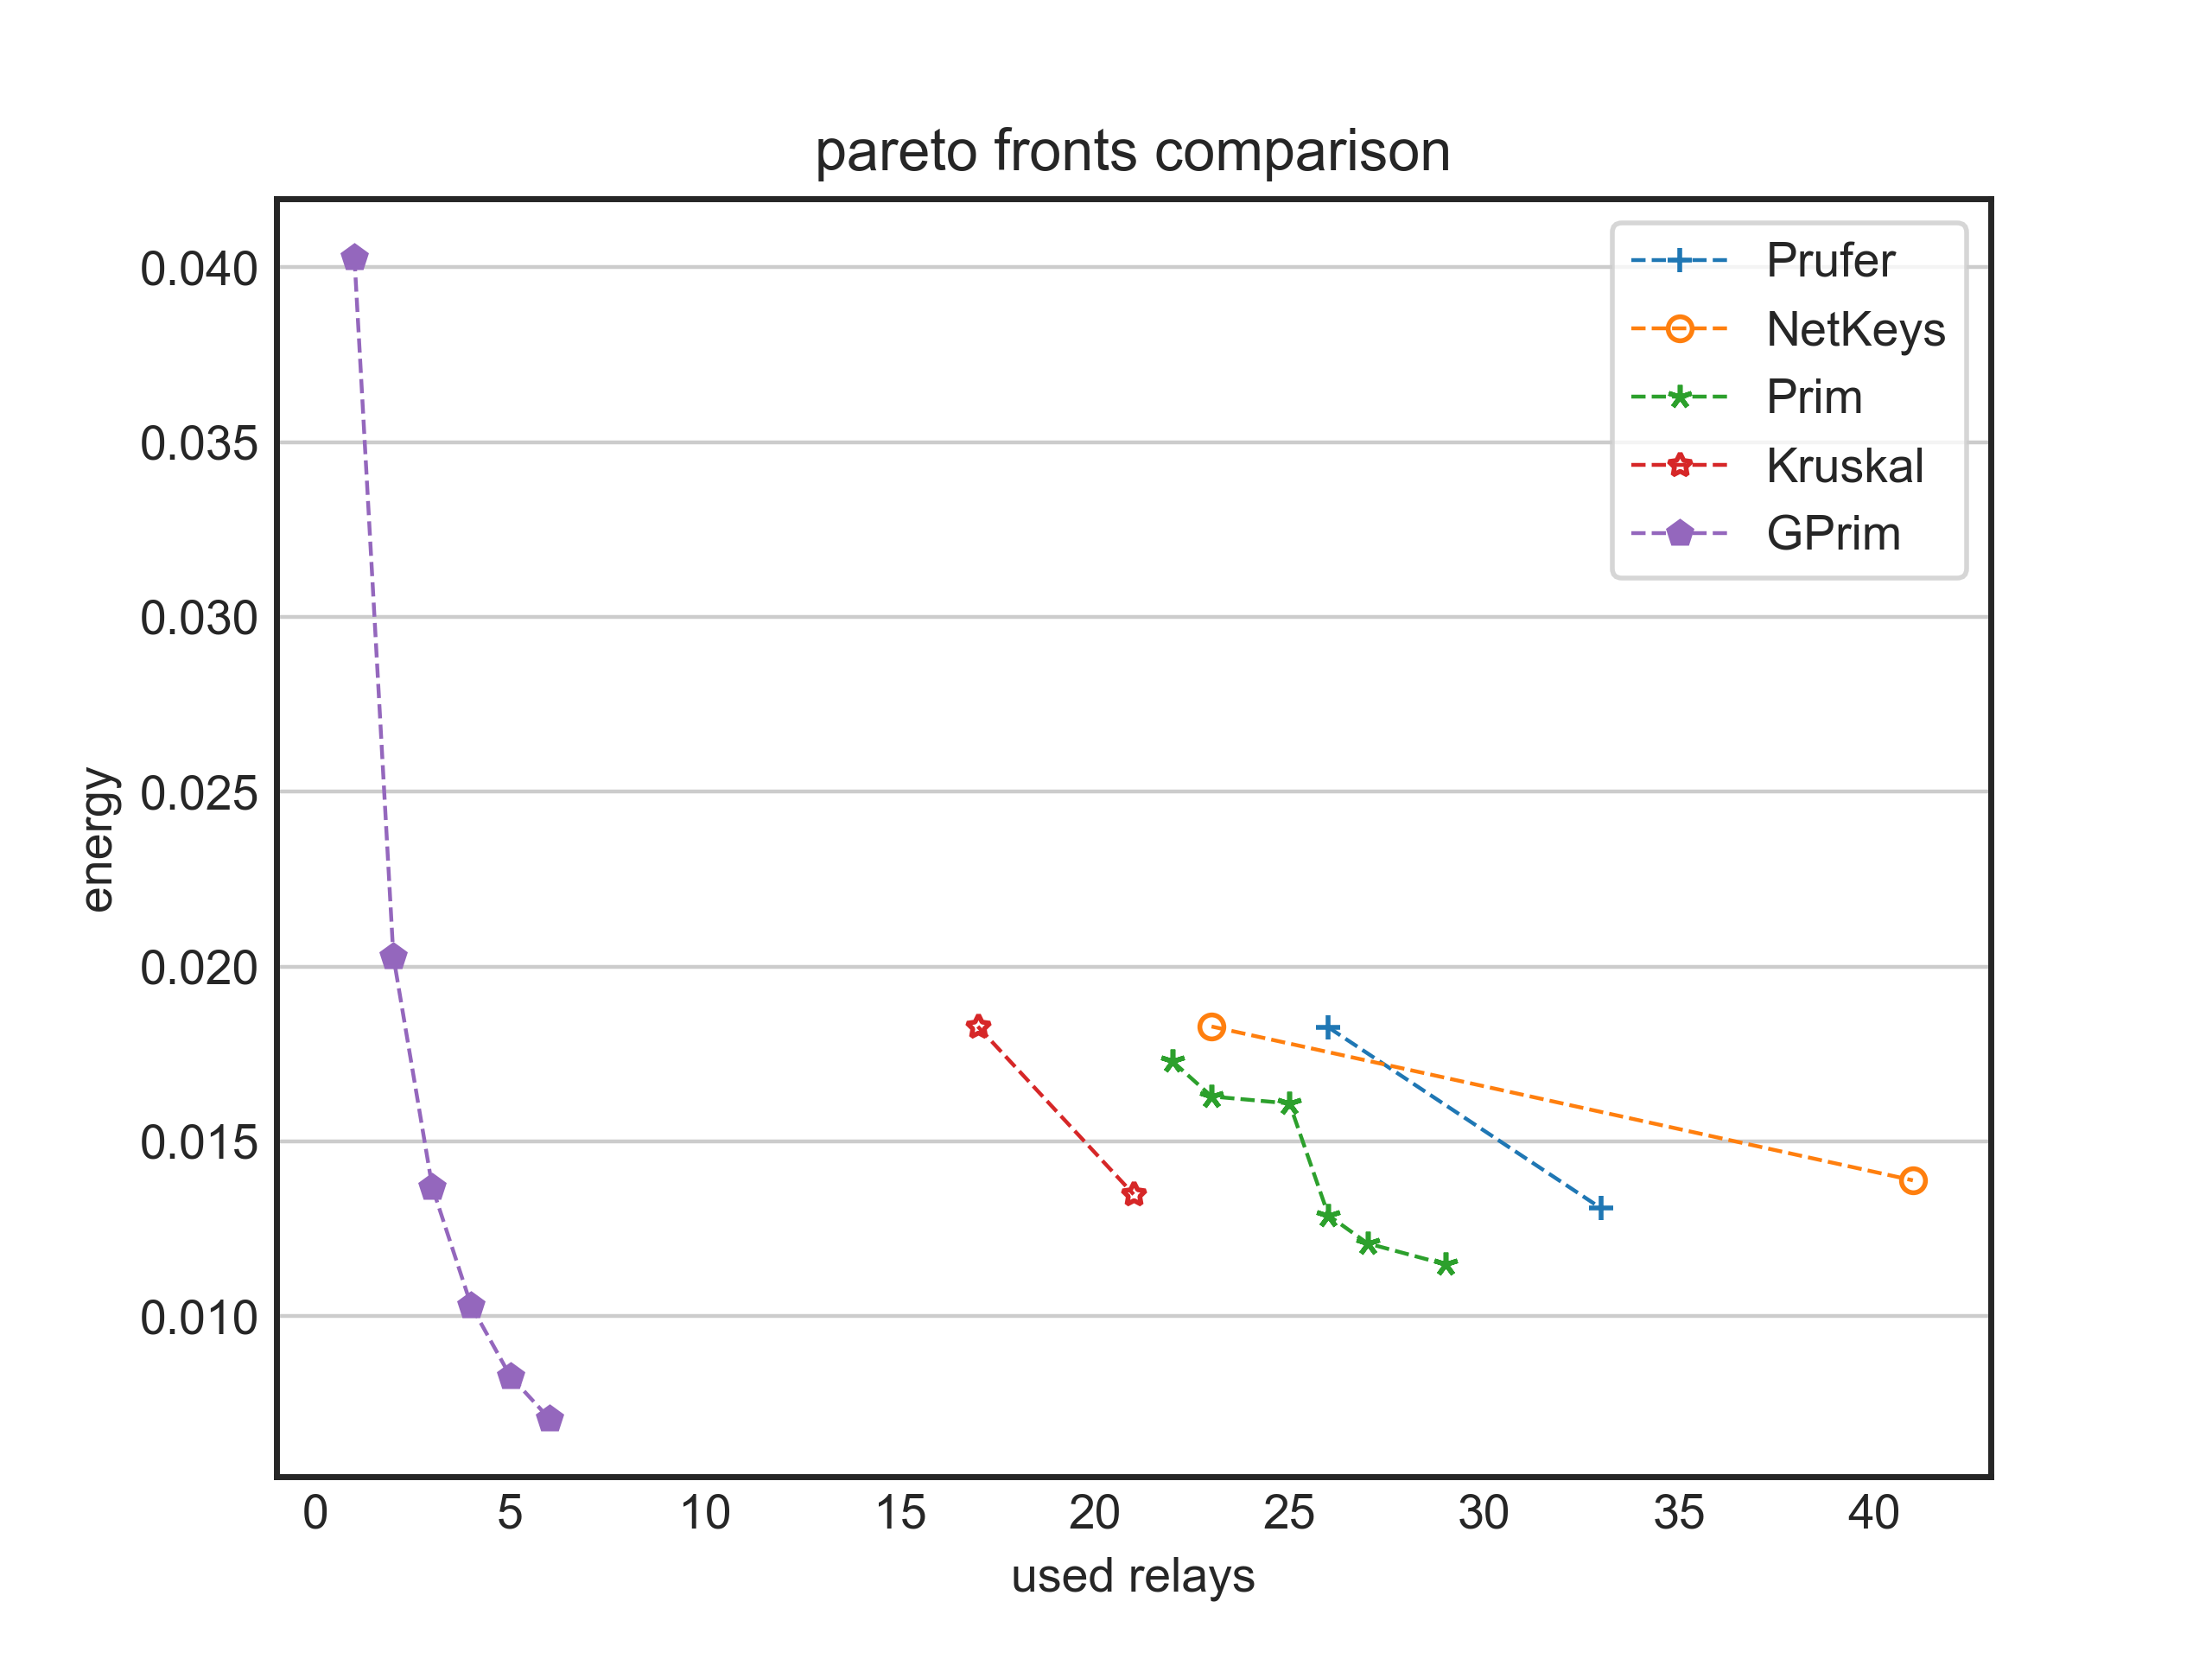 pareto fronts comparison
0.040
0.035
0.030
0.025
0.020
0.015
0.010
energy
Prufer
NetKeys
Prim
Kruskal
GPrim
0 5 10 15 20 25 30 35 40
used relays